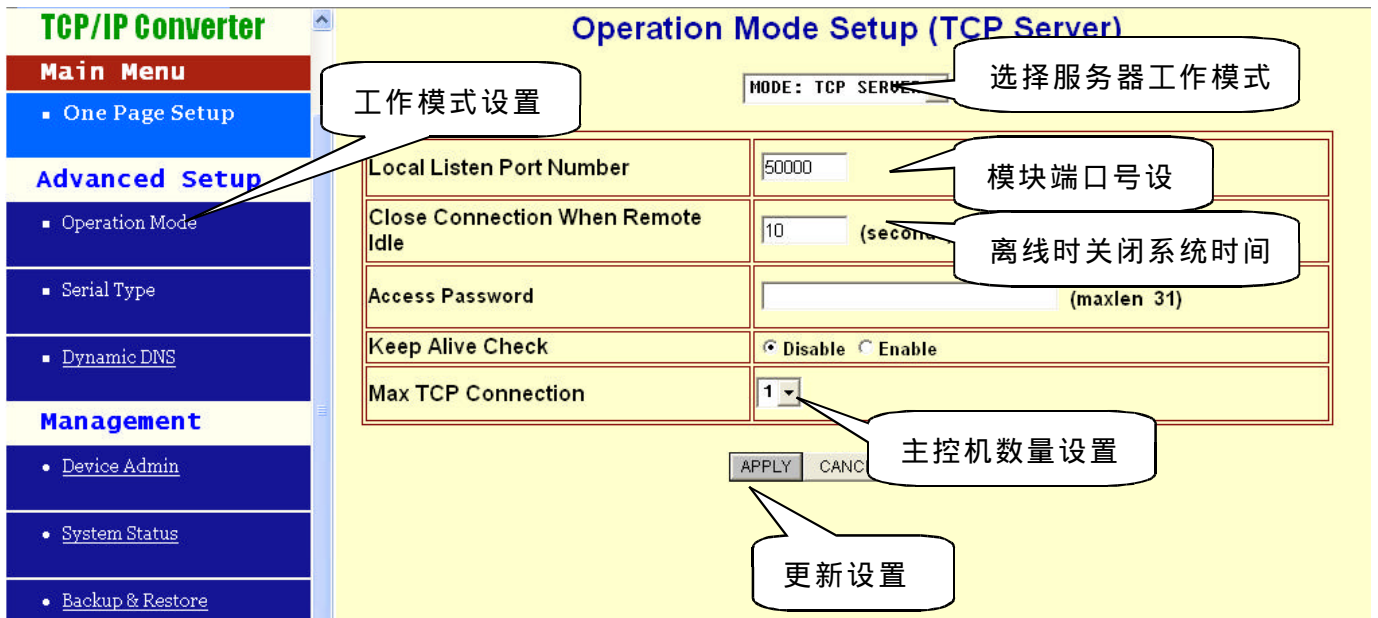 TCP/IP Converter
Main Menu
One Page Setup
Advanced Setup
Operation Mode
Serial Type
Dynamic DNS
Management
Device Admin
System Status
Backup & Restore
Operation Mode Setup (TCP Server)
MODE: TCP SERVER
选择服务器工作模式
工作模式设置
Local Listen Port Number
50000
模块端口号设
Close Connection When Remote
Idle
10
离线时关闭系统时间
Access Password
(maxlen 31)
Keep Alive Check
Disable
Enable
Max TCP Connection
1
主控机数量设置
APPLY
更新设置